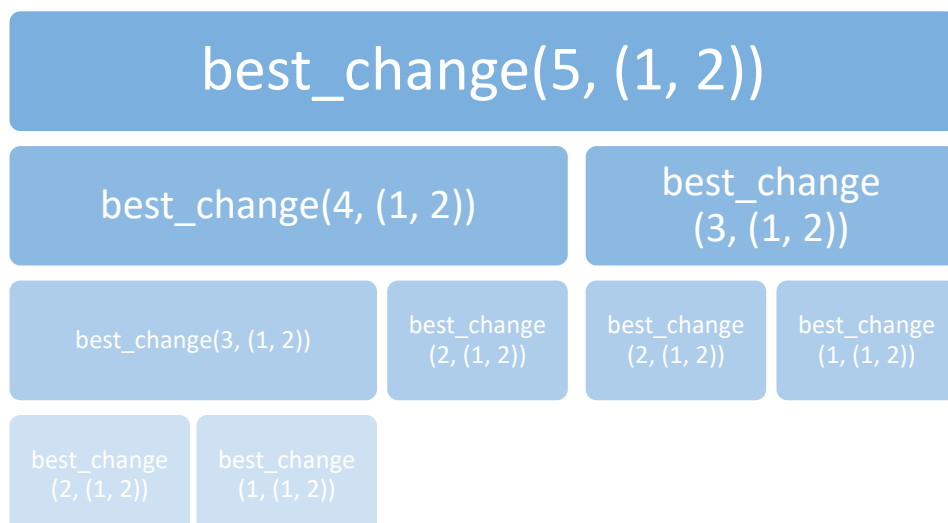 best_change(5, (1, 2))
best_change(4, (1, 2))
best_change
(3, (1, 2))
best_change(3, (1, 2))
best_change
(2, (1, 2))
best_change
(2, (1, 2))
best_change
(1, (1, 2))
best_change
(2, (1, 2))
best_change
(1, (1, 2))